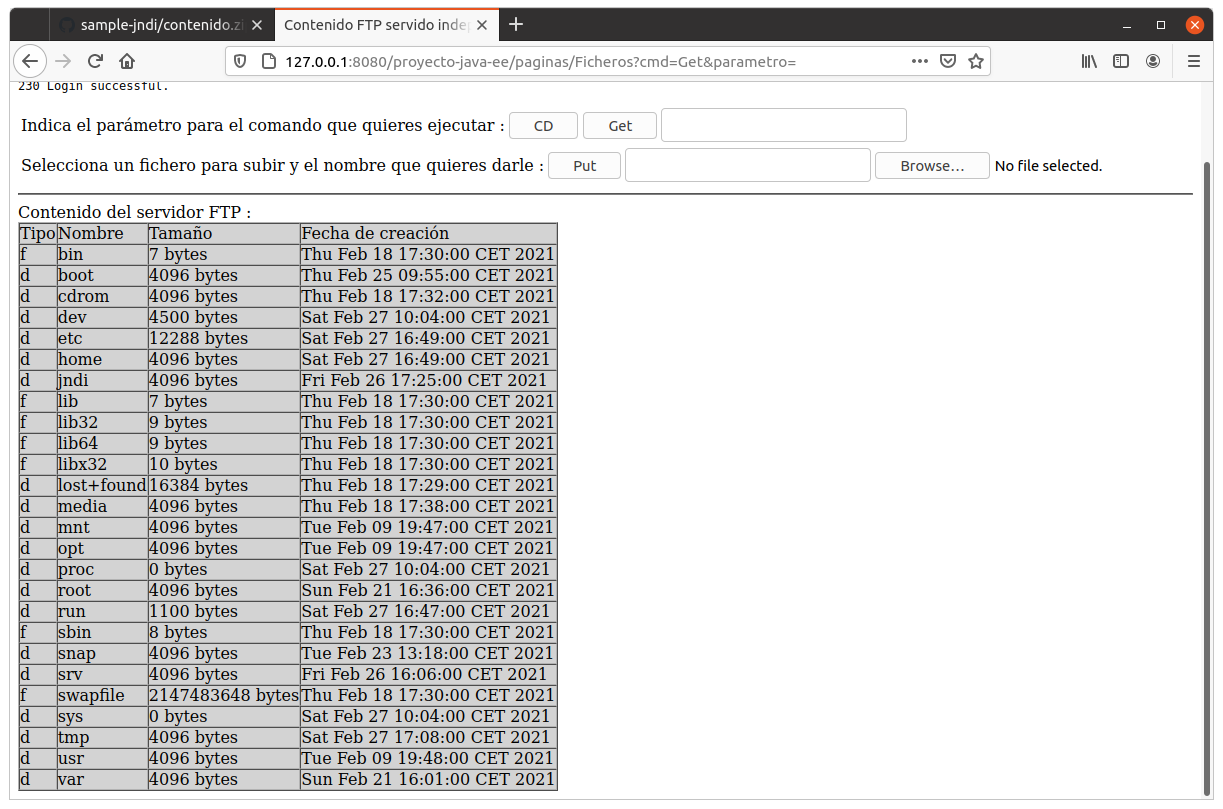 sample-jndi/contenido.zi
Contenido FTP servido inde
127.0.0.1:8080/proyecto-java-ee/paginas/Ficheros?cmd=Get&parametro=
230 Login successful.
Indica el parámetro para el comando que quieres ejecutar : CD Get
Selecciona un fichero para subir y el nombre que quieres darle : Put Browse... No file selected.
Contenido del servidor FTP :
Tipo Nombre Tamaño Fecha de creación
f bin 7 bytes Thu Feb 18 17:30:00 CET 2021
d boot 4096 bytes Thu Feb 25 09:55:00 CET 2021
d cdrom 4096 bytes Thu Feb 18 17:32:00 CET 2021
d dev 4500 bytes Sat Feb 27 10:04:00 CET 2021
d etc 12288 bytes Sat Feb 27 16:49:00 CET 2021
d home 4096 bytes Sat Feb 27 16:49:00 CET 2021
d jndi 4096 bytes Fri Feb 26 17:25:00 CET 2021
f lib 7 bytes Thu Feb 18 17:30:00 CET 2021
f lib32 9 bytes Thu Feb 18 17:30:00 CET 2021
f lib64 9 bytes Thu Feb 18 17:30:00 CET 2021
f libx32 10 bytes Thu Feb 18 17:30:00 CET 2021
d lost+found 16384 bytes Thu Feb 18 17:29:00 CET 2021
d media 4096 bytes Thu Feb 18 17:38:00 CET 2021
d mnt 4096 bytes Tue Feb 09 19:47:00 CET 2021
d opt 4096 bytes Tue Feb 09 19:47:00 CET 2021
d proc 0 bytes Sat Feb 27 10:04:00 CET 2021
d root 4096 bytes Sun Feb 21 16:36:00 CET 2021
d run 1100 bytes Sat Feb 27 16:47:00 CET 2021
f sbin 8 bytes Thu Feb 18 17:30:00 CET 2021
d snap 4096 bytes Tue Feb 23 13:18:00 CET 2021
d srv 4096 bytes Fri Feb 26 16:06:00 CET 2021
f swapfile 2147483648 bytes Thu Feb 18 17:30:00 CET 2021
d sys 0 bytes Sat Feb 27 10:04:00 CET 2021
d tmp 4096 bytes Sat Feb 27 17:08:00 CET 2021
d usr 4096 bytes Tue Feb 09 19:48:00 CET 2021
d var 4096 bytes Sun Feb 21 16:01:00 CET 2021